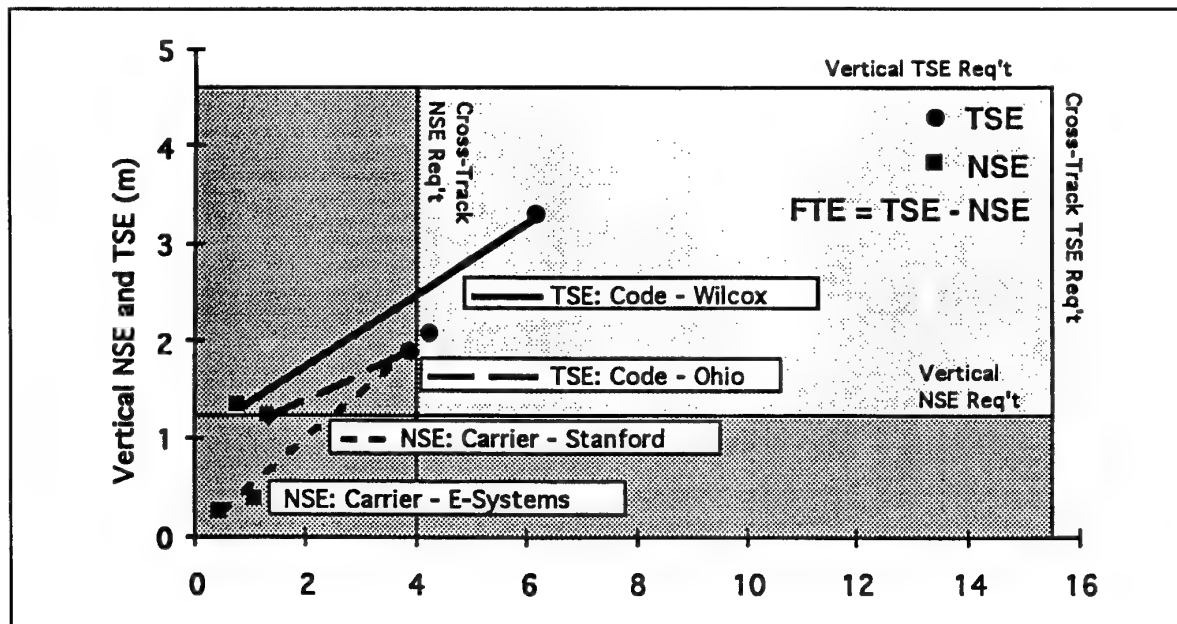 5
4
3
2
1
0
Vertical NSE and TSE (m)
Vertical TSE Req't
Cross-Track
NSE Req't
Cross-Track TSE Req't
TSE
NSE
FTE = TSE - NSE
TSE: Code - Wilcox
TSE: Code - Ohio
Vertical
NSE Req't
NSE: Carrier - Stanford
NSE: Carrier - E-Systems
0 2 4 6 8 10 12 14 16